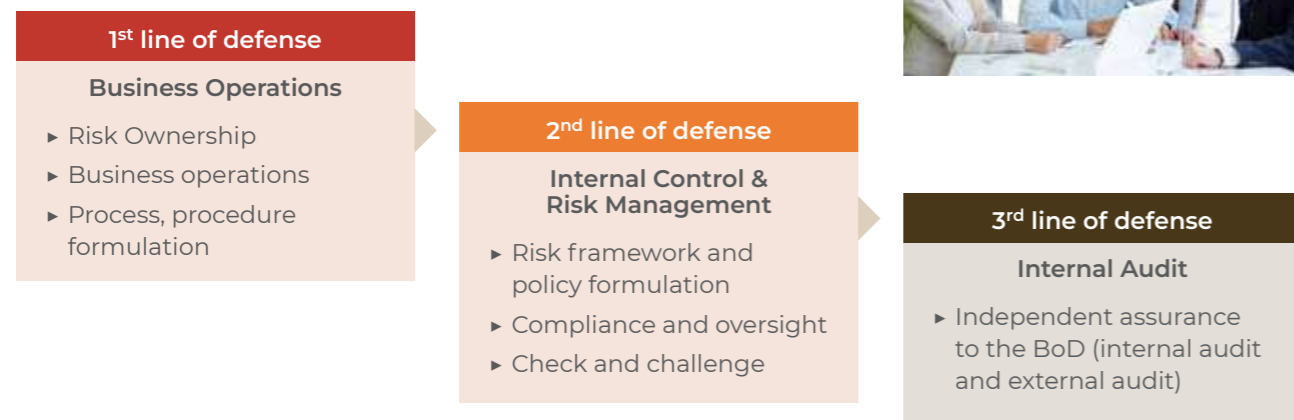 1st line of defense
Business Operations
▸ Risk Ownership
▸ Business operations
▸ Process, procedure
formulation
2nd line of defense
Internal Control &
Risk Management
▸ Risk framework and
policy formulation
▸ Compliance and oversight
▸ Check and challenge
3rd line of defense
Internal Audit
▸ Independent assurance
to the BoD (internal audit
and external audit)